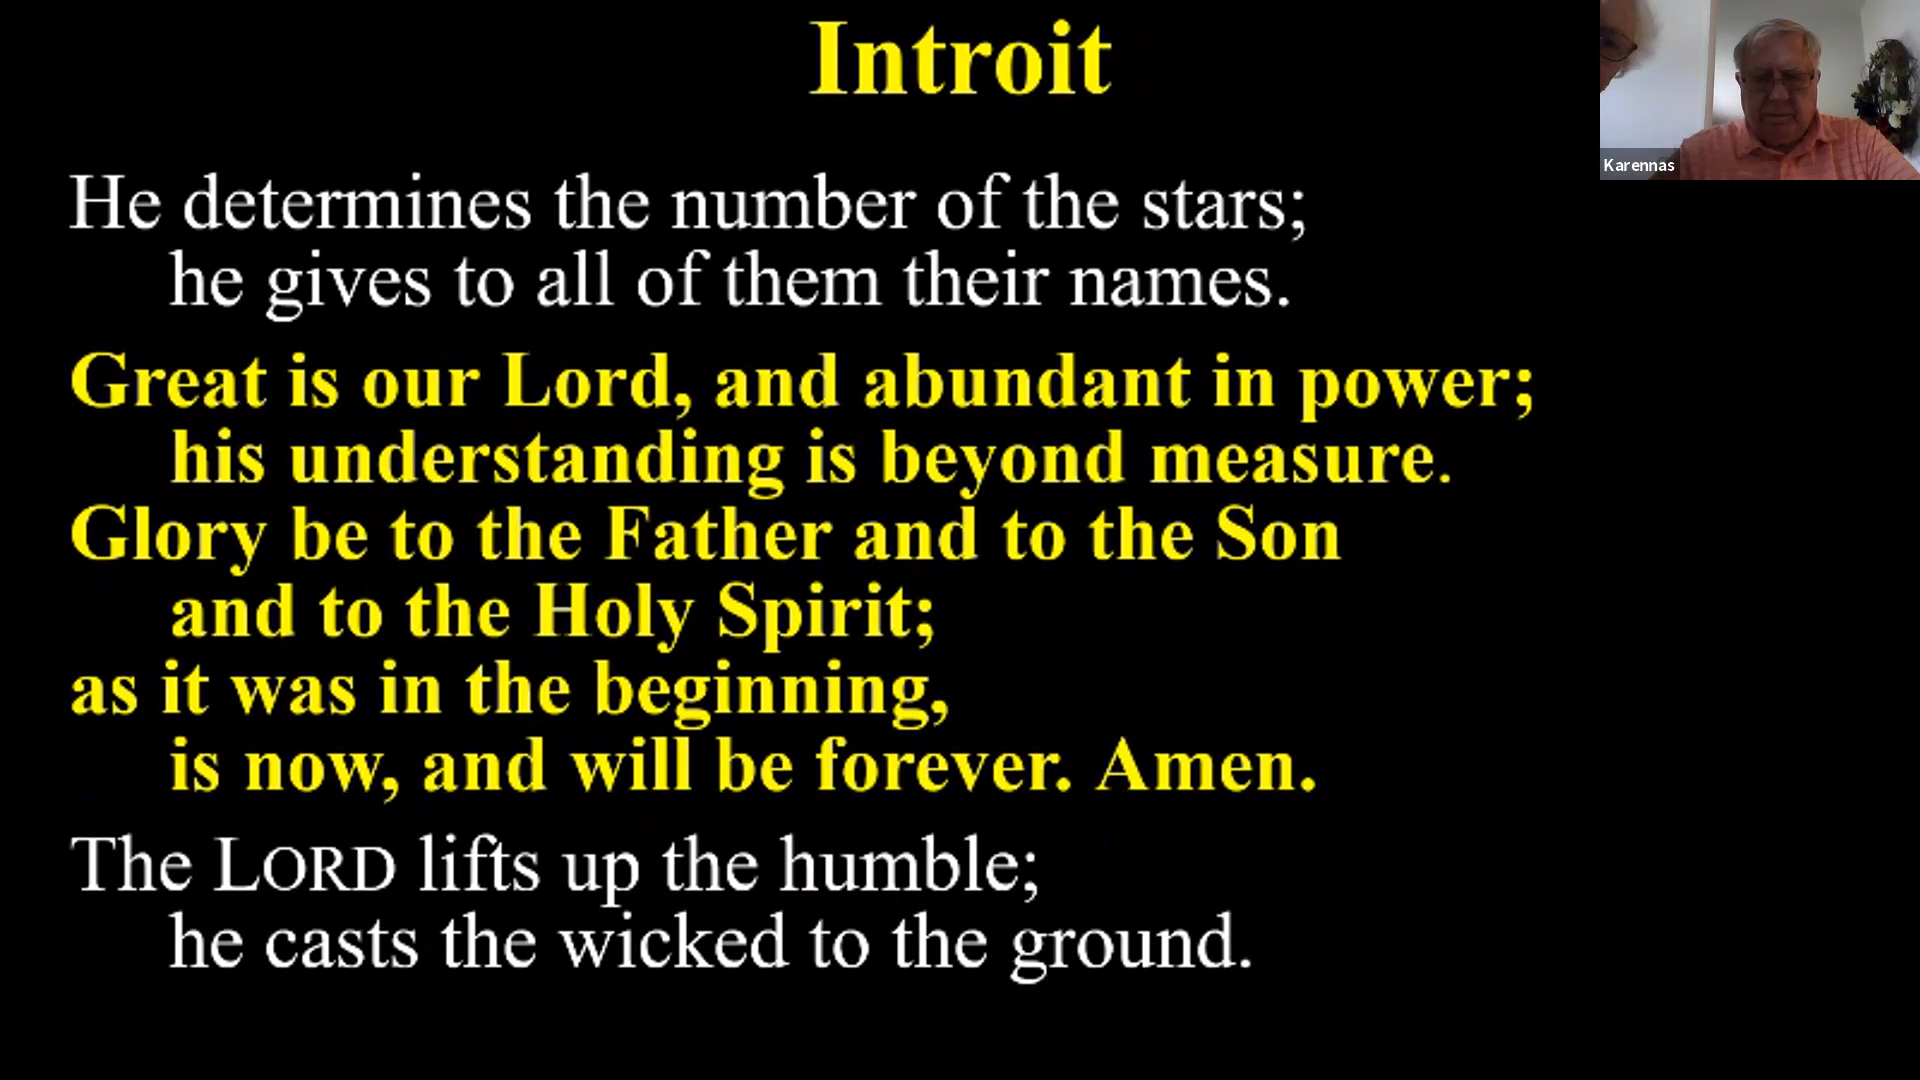 Introit
Karennas
He determines the number of the stars;
he gives to all of them their names.
Great is our Lord, and abundant in power;
his understanding is beyond measure.
Glory be to the Father and to the Son
and to the Holy Spirit;
as it was in the beginning,
is now, and will be forever. Amen.
The LORD lifts up the humble;
he casts the wicked to the ground.